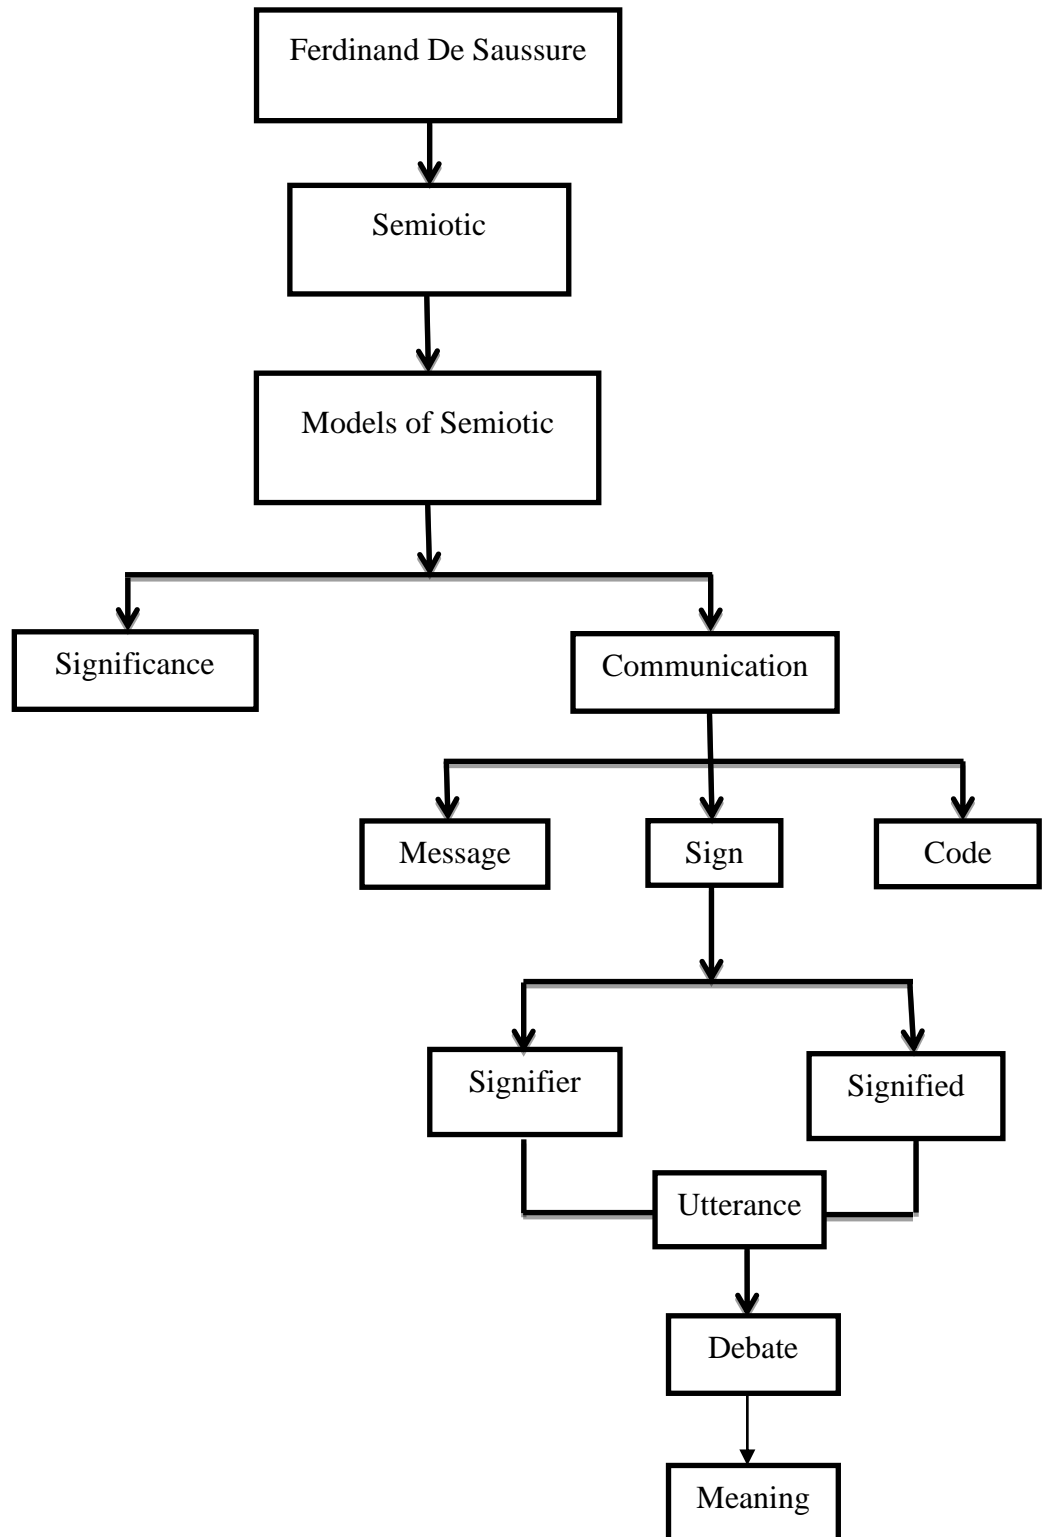 Ferdinand De Saussure
Semiotic
Models of Semiotic
Significance
Communication
Message
Sign
Code
Signifier
Signified
Utterance
Debate
Meaning